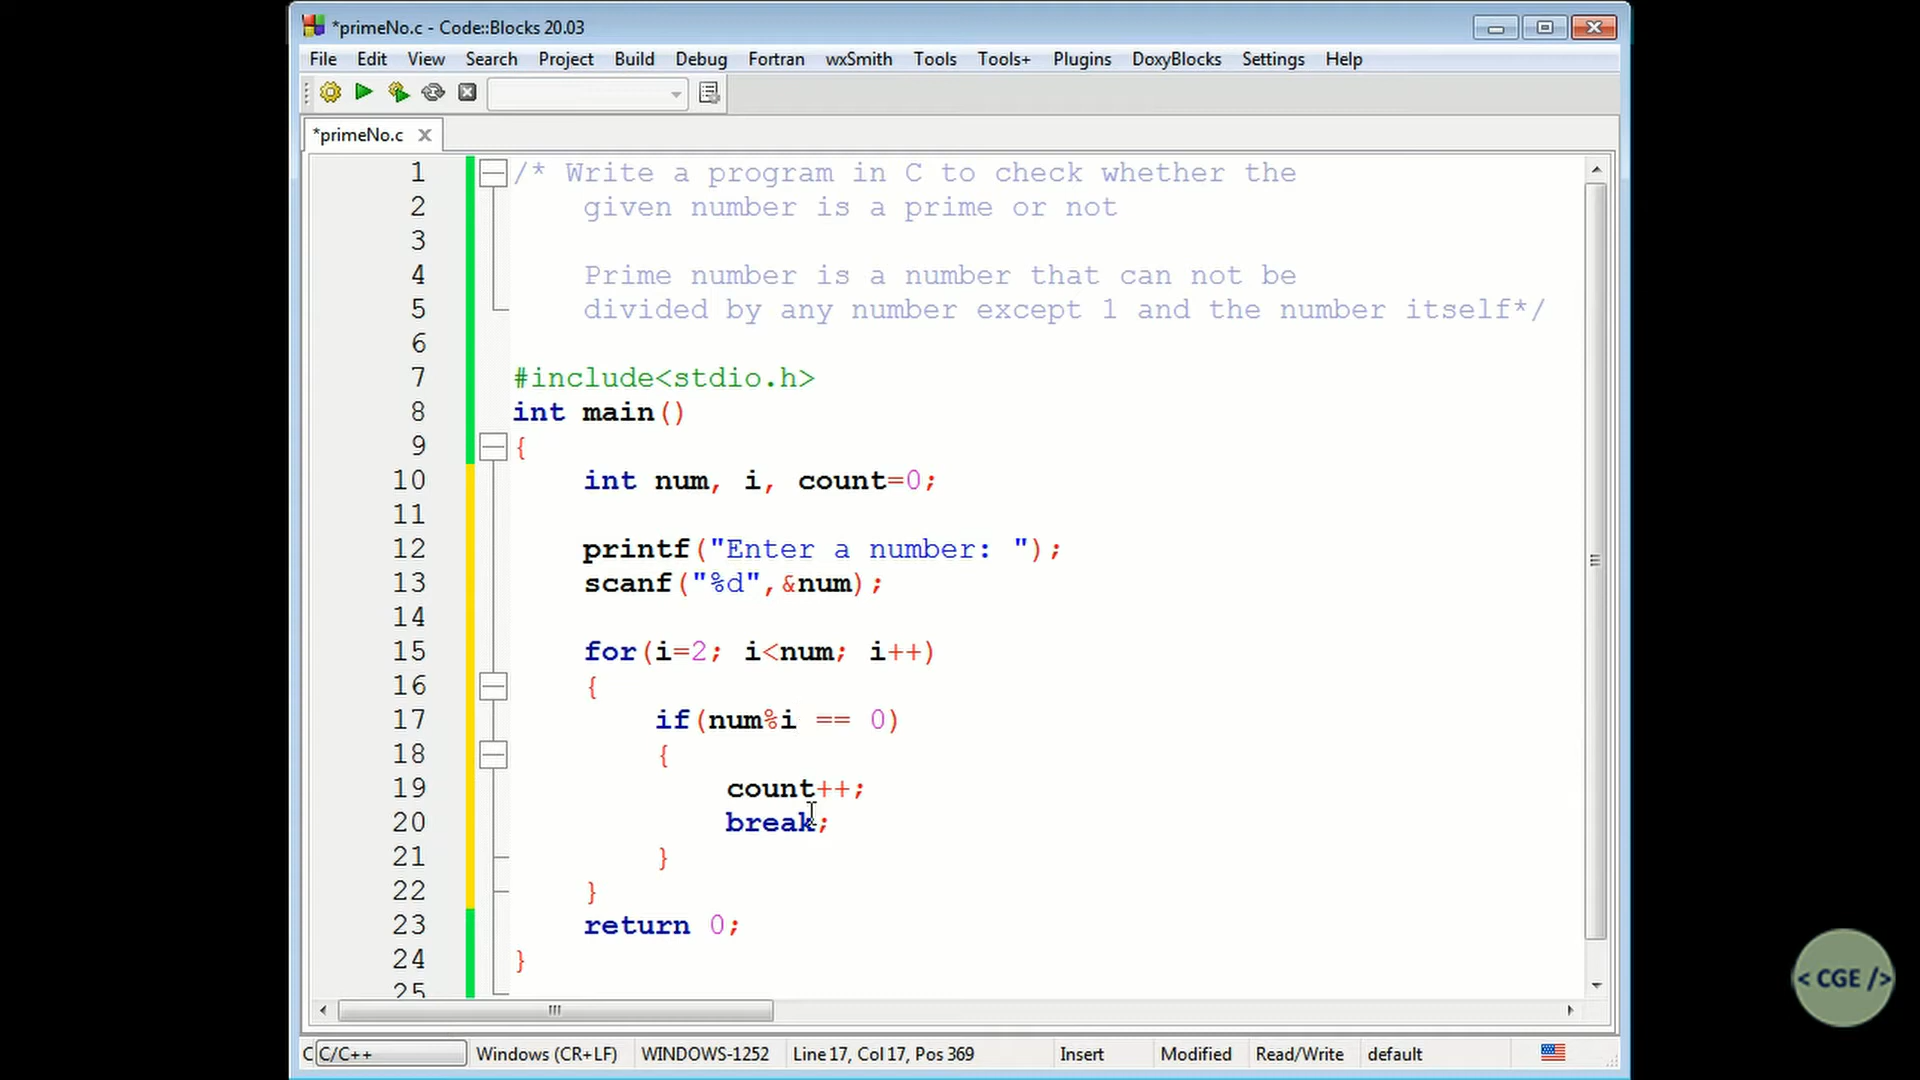 *primeNo.c - Code::Blocks 20.03
File Edit View Search Project Build Debug Fortran wxSmith Tools Tools+ Plugins DoxyBlocks Settings Help
*primeNo.c
1 /* Write a program in C to check whether the
2 given number is a prime or not
3
4 Prime number is a number that can not be
5 divided by any number except 1 and the number itself*/
6
7 #include<stdio.h>
8 int main()
9 {
10 int num, i, count=0;
11
12 printf("Enter a number: ");
13 scanf("%d",&num);
14
15 for(i=2; i<num; i++)
16 {
17 if(num%i == 0)
18 {
19 count++;
20 break;
21 }
22 }
23 return 0;
24 }
25
C C/C++ Windows (CR+LF) WINDOWS-1252 Line 17, Col 17, Pos 369 Insert Modified Read/Write default
< CGE />